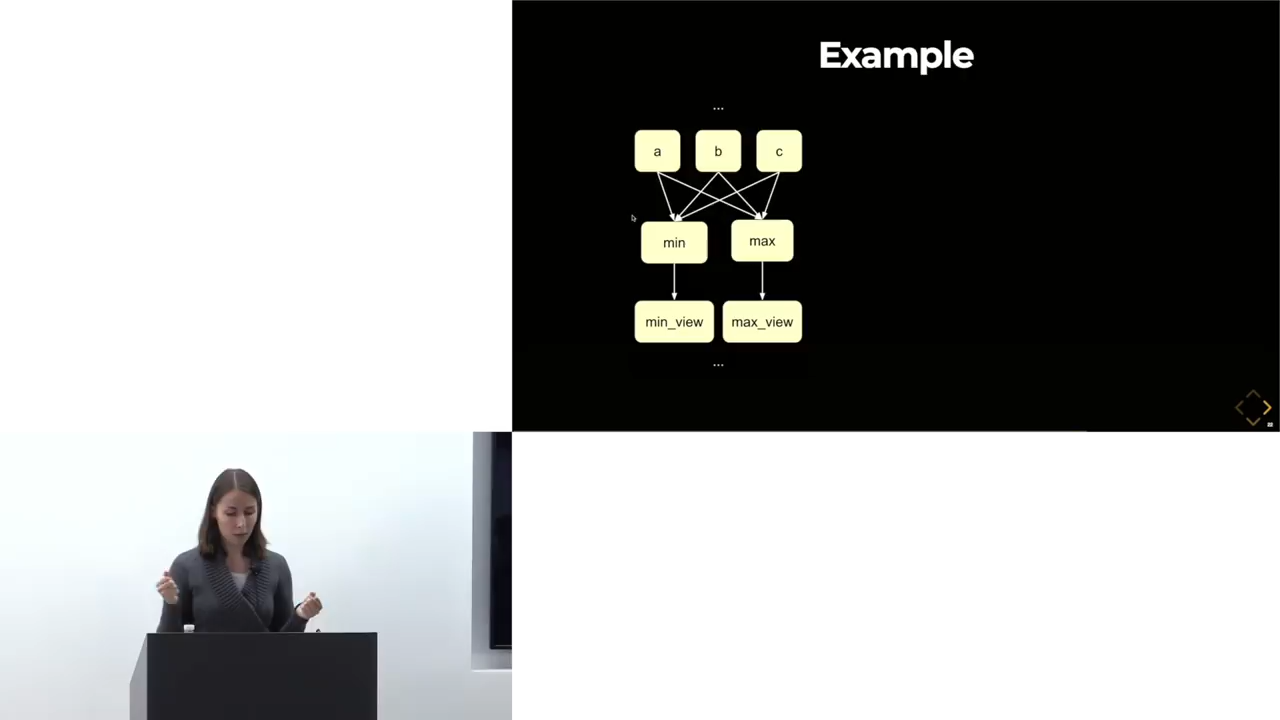 Example
...
a b c
min max
min_view max_view
...